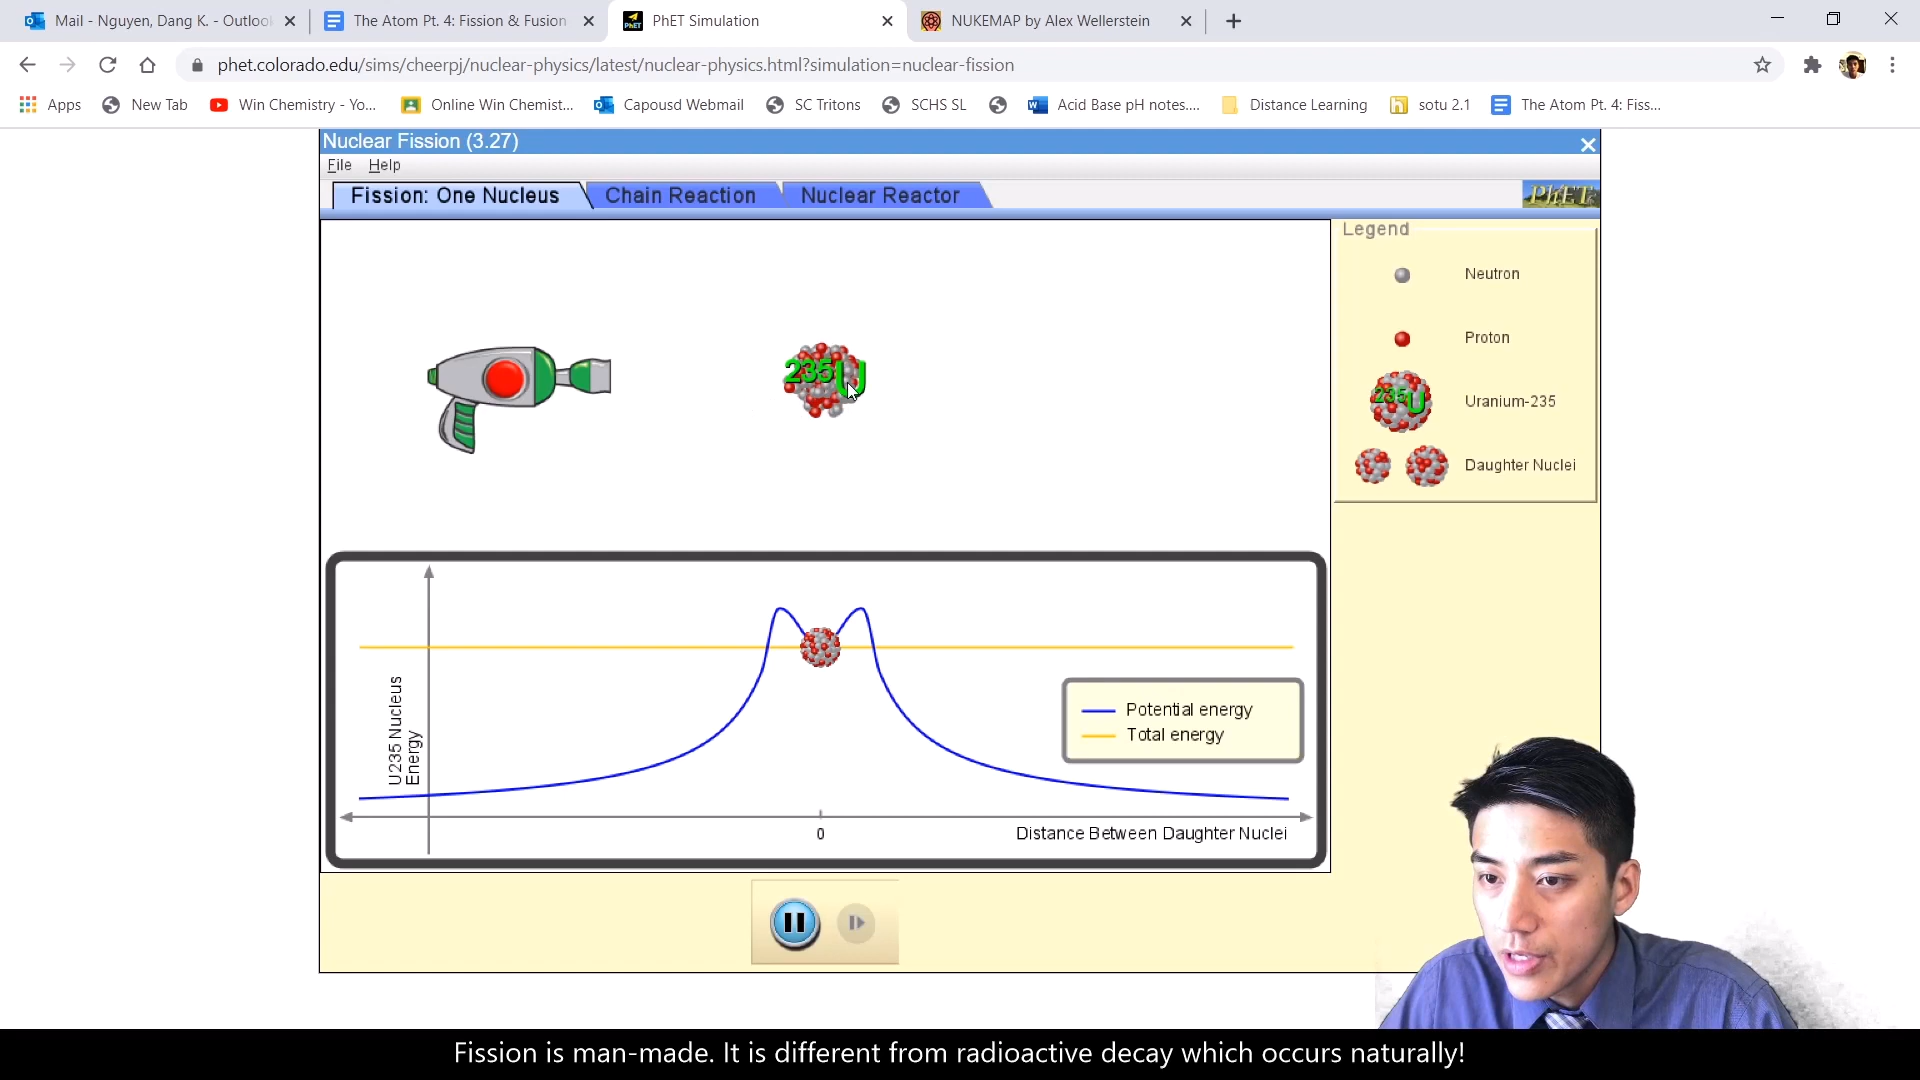 Mail - Nguyen, Dang K. - Outlook
The Atom Pt. 4: Fission & Fusion
PhET Simulation
NUKEMAP by Alex Wellerstein
phet.colorado.edu/sims/cheerpj/nuclear-physics/latest/nuclear-physics.html?simulation=nuclear-fission
Apps
New Tab
Win Chemistry - Yo...
Online Win Chemist...
Capousd Webmail
SC Tritons
SCHS SL
Acid Base pH notes....
Distance Learning
sotu 2.1
The Atom Pt. 4: Fiss...
Nuclear Fission (3.27)
File Help
Fission: One Nucleus
Chain Reaction
Nuclear Reactor
PhET
Legend
Neutron
Proton
235U
Uranium-235
Daughter Nuclei
235U
U235 Nucleus
Energy
Potential energy
Total energy
0
Distance Between Daughter Nuclei
Fission is man-made. It is different from radioactive decay which occurs naturally!